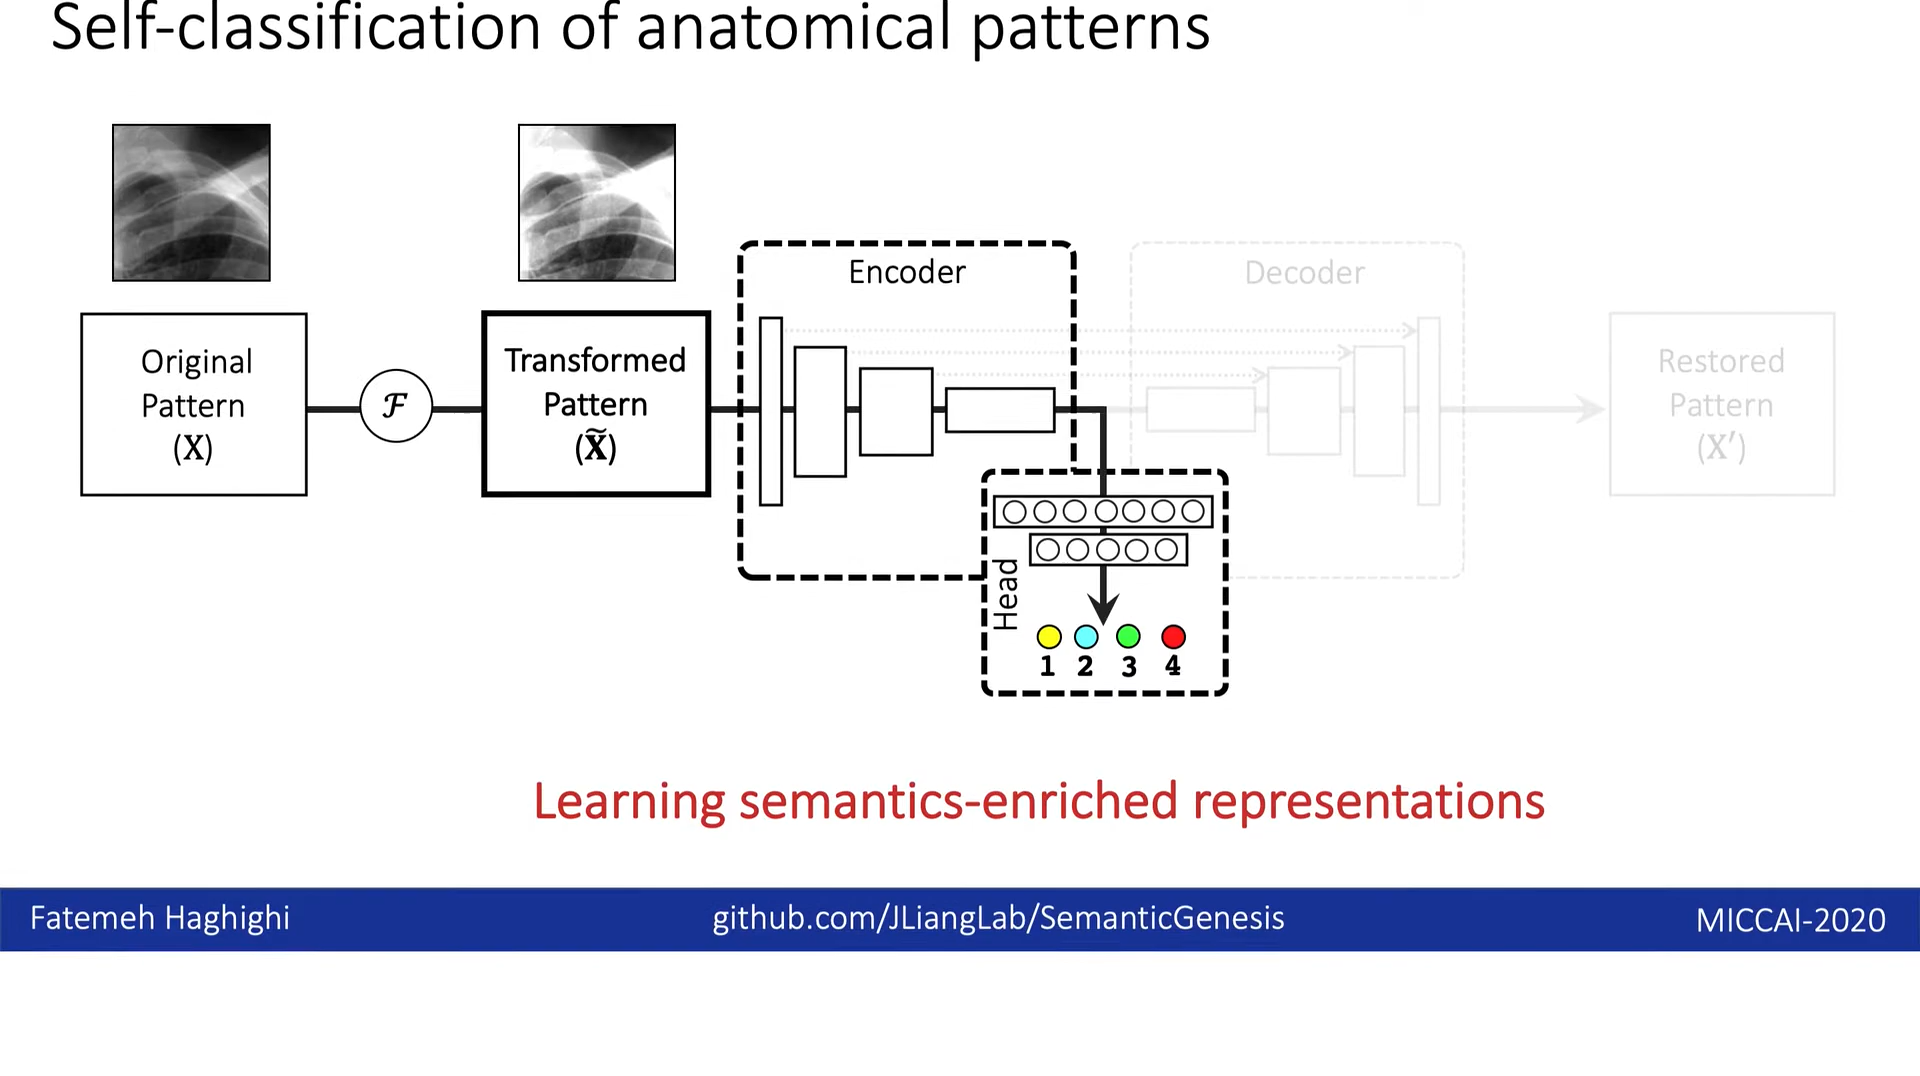 Self-classification of anatomical patterns
Encoder
Decoder
Original
Pattern
(X)
ℱ
Transformed
Pattern
(X̃)
Restored
Pattern
(X′)
Head
1 2 3 4
Learning semantics-enriched representations
Fatemeh Haghighi
github.com/JLiangLab/SemanticGenesis
MICCAI-2020